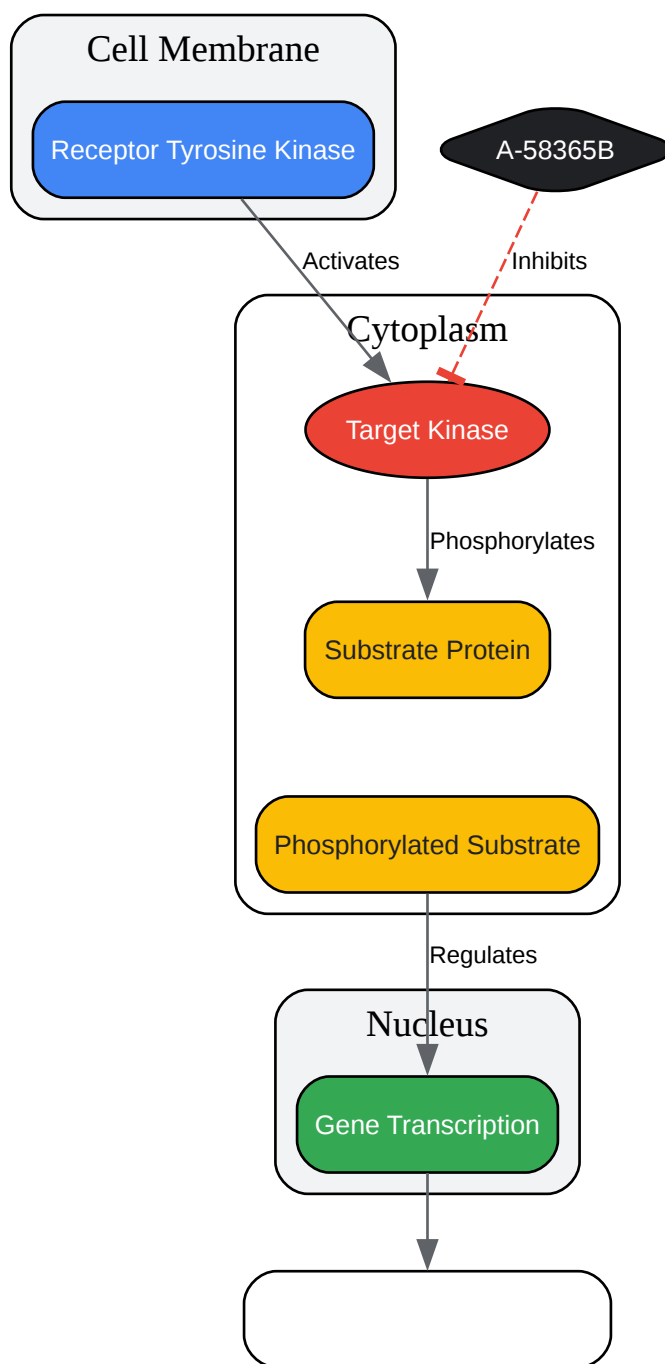 Cell Membrane
Receptor Tyrosine Kinase
A-58365B
Activates
Inhibits
Cytoplasm
Target Kinase
Phosphorylates
Substrate Protein
Phosphorylated Substrate
Regulates
Nucleus
Gene Transcription